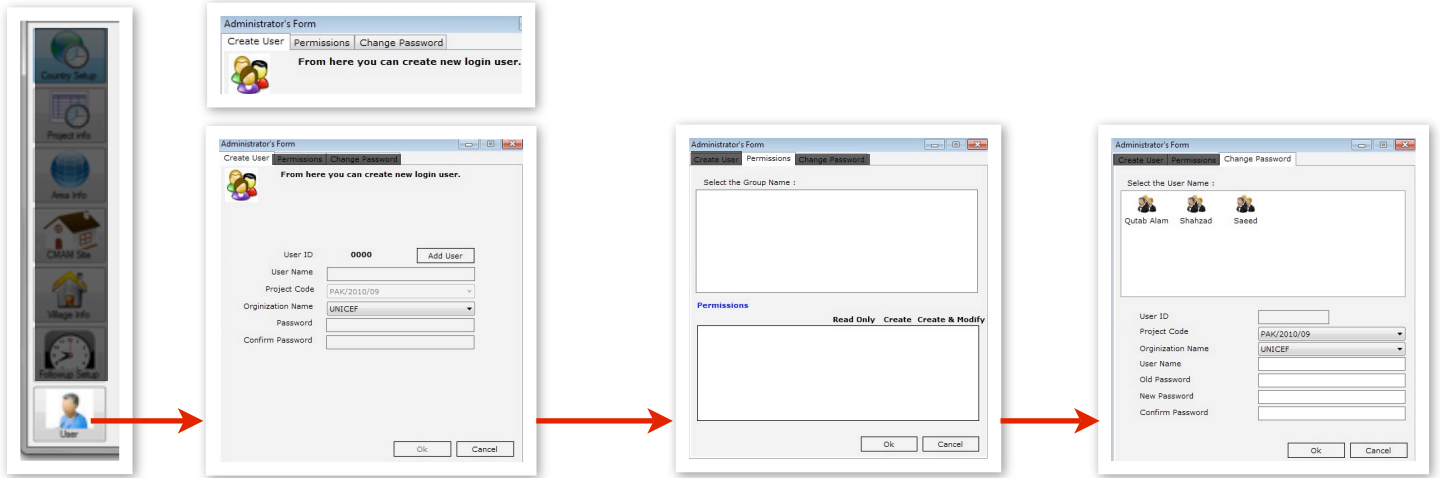 Country Setup
Project info
Area Info
CMAM Site
Village Info
Followup Setup
User
Administrator's Form
Create User Permissions Change Password
From here you can create new login user.
Administrator's Form
Create User Permissions Change Password
From here you can create new login user.
User ID 0000 Add User
User Name
Project Code PAK/2010/09
Orginization Name UNICEF
Password
Confirm Password
Ok Cancel
Administrator's Form
Create User Permissions Change Password
Select the Group Name :
Permissions
Read Only Create Create & Modify
Ok Cancel
Administrator's Form
Create User Permissions Change Password
Select the User Name :
Qutab Alam Shahzad Saeed
User ID
Project Code PAK/2010/09
Orginization Name UNICEF
User Name
Old Password
New Password
Confirm Password
Ok Cancel